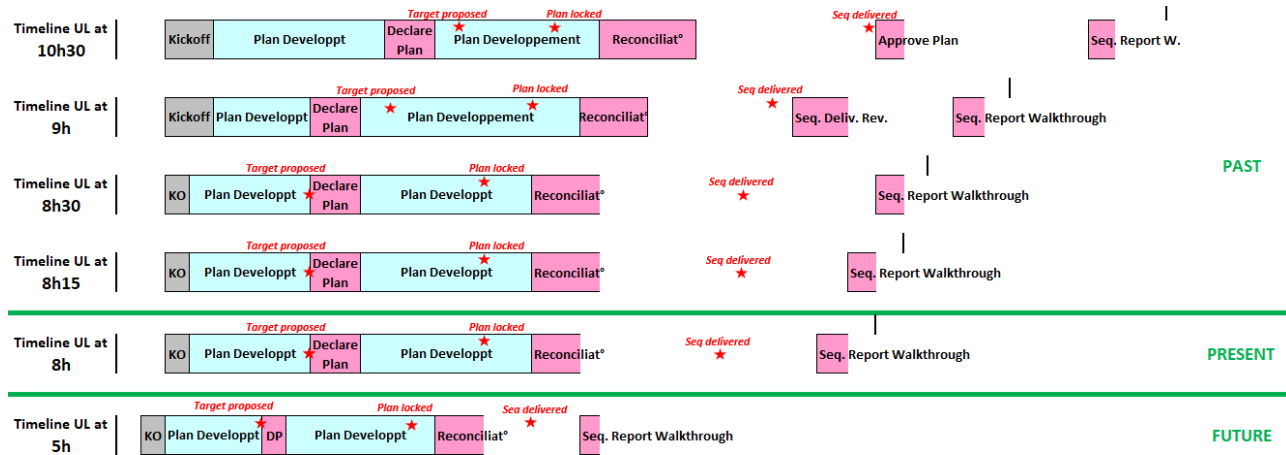 Target proposed
Plan locked
Seq delivered
Timeline UL at
10h30
Kickoff
Plan Developpt
Declare
Plan
Plan Developpement
Reconciliat°
Approve Plan
Seq. Report W.
Target proposed
Plan locked
Seq delivered
Timeline UL at
9h
Kickoff
Plan Developpt
Declare
Plan
Plan Developpement
Reconciliat°
Seq. Deliv. Rev.
Seq. Report Walkthrough
PAST
Target proposed
Plan locked
Seq delivered
Timeline UL at
8h30
KO
Plan Developpt
Declare
Plan
Plan Developpt
Reconciliat°
Seq. Report Walkthrough
Target proposed
Plan locked
Seq delivered
Timeline UL at
8h15
KO
Plan Developpt
Declare
Plan
Plan Developpt
Reconciliat°
Seq. Report Walkthrough
Target proposed
Plan locked
Seq delivered
Timeline UL at
8h
KO
Plan Developpt
Declare
Plan
Plan Developpt
Reconciliat°
Seq. Report Walkthrough
PRESENT
Target proposed
Plan locked
Seq delivered
Timeline UL at
5h
KO
Plan Developpt
DP
Plan Developpt
Reconciliat°
Seq. Report Walkthrough
FUTURE